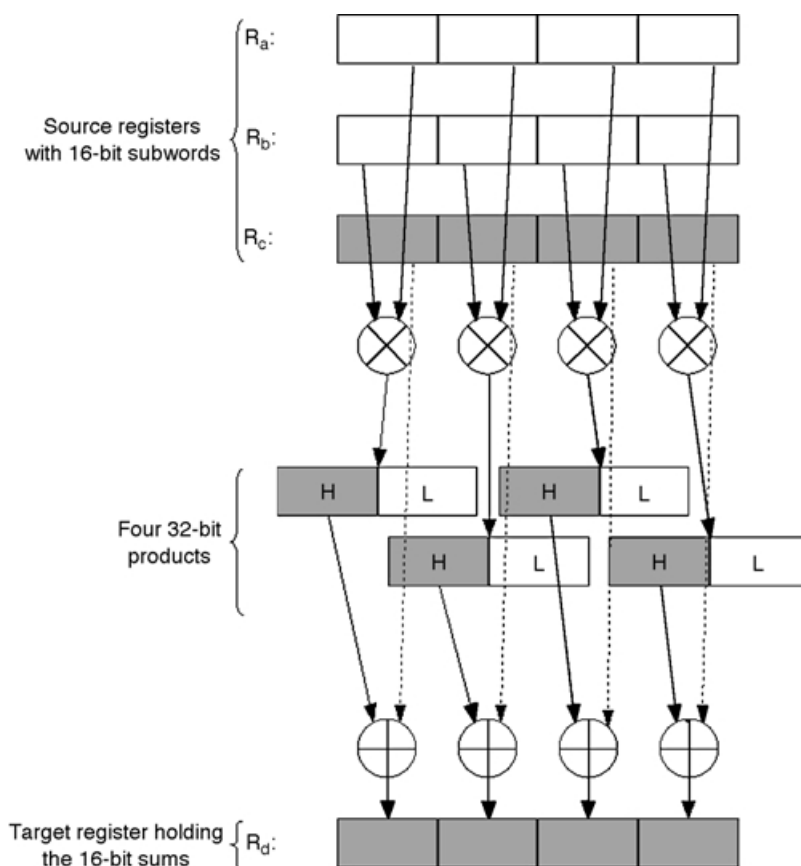 Ra:
Source registers
with 16-bit subwords
Rb:
Rc:
H L H L
Four 32-bit
products
H L H L
Target register holding
the 16-bit sums
Rd: